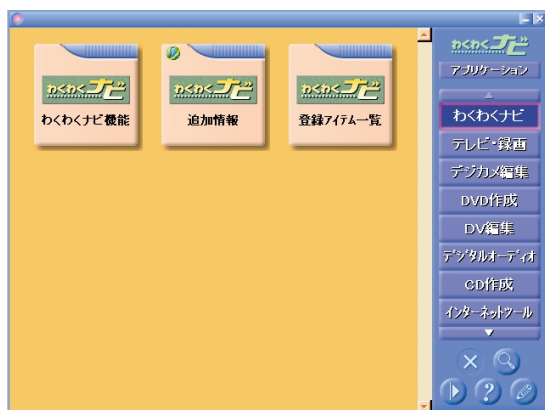 わくわくナビ
わくわくナビ機能
わくわくナビ
追加情報
わくわくナビ
登録アイテム一覧
わくわくナビ
アプリケーション
わくわくナビ
テレビ・録画
デジカメ編集
DVD作成
DV編集
デジタルオーディオ
CD作成
インターネットツール
?